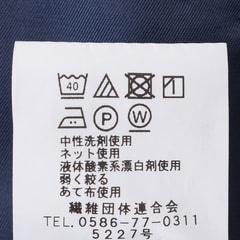 40 1
P W
中性洗剤使用
ネット使用
液体酸素系漂白剤使用
弱く絞る
あて布使用
繊維団体連合会
TEL. 0586-77-0311
5227号